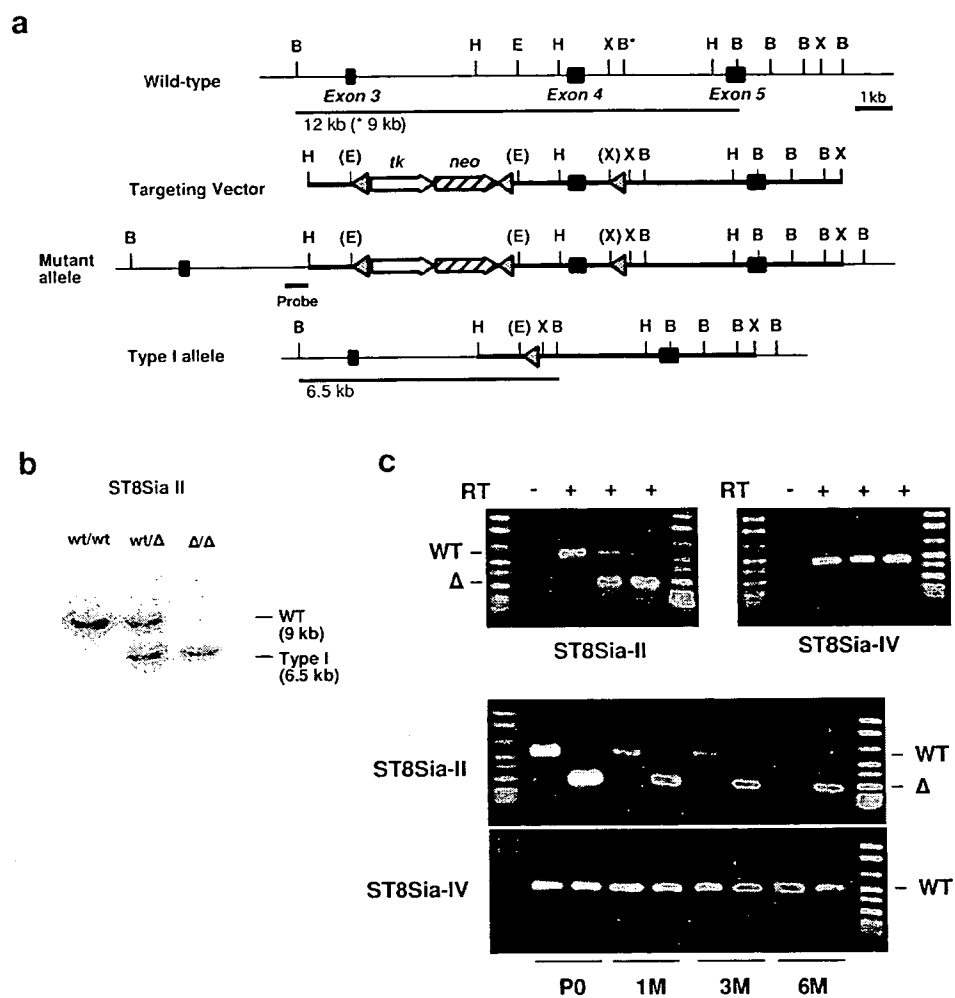 a
B H E H X B* H B B B X B
Wild-type
Exon 3 Exon 4 Exon 5
12 kb (* 9 kb)
1kb
H (E) tk neo (E) H (X) X B H B B B X
Targeting Vector
B H (E) (E) H (X) X B H B B B X B
Mutant
allele
Probe
B H (E) X B H B B B X B
Type I allele
6.5 kb
b
ST8Sia II
wt/wt wt/Δ Δ/Δ
WT
(9 kb)
Type I
(6.5 kb)
c
RT - + + +
WT
Δ
ST8Sia-II
RT - + + +
ST8Sia-IV
ST8Sia-II
WT
Δ
ST8Sia-IV
WT
P0 1M 3M 6M